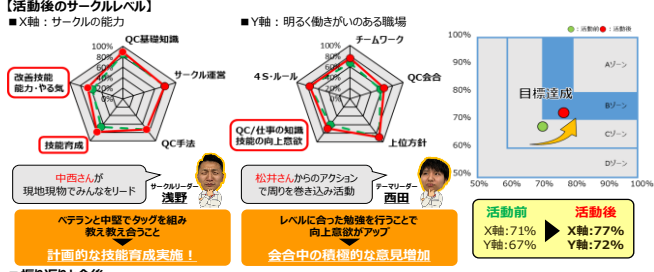 【活動後のサークルレベル】
■X軸：サークルの能力
QC基礎知識
100%
80%
60%
40%
20%
0%
サークル運営
QC手法
技能育成
改善技能
能力・やる気
中西さんが
現地現物でみんなをリード
サークルリーダー
浅野
ベテランと中堅でタッグを組み
教え教え合うこと
計画的な技能育成実施！
■Y軸：明るく働きがいのある職場
チームワーク
100%
80%
60%
40%
20%
0%
QC会合
上位方針
QC/仕事の知識
技能の向上意欲
4S・ルール
松井さんからのアクション
で周りを巻き込み活動
テーマリーダー
西田
レベルに合った勉強を行うことで
向上意欲がアップ
会合中の積極的な意見増加
●：活動前●：活動後
100%
90%
80%
70%
60%
50%
Aゾーン
Bゾーン
Cゾーン
Dゾーン
目標達成
50% 60% 70% 80% 90% 100%
活動前
X軸:71%
Y軸:67%
活動後
X軸:77%
Y軸:72%